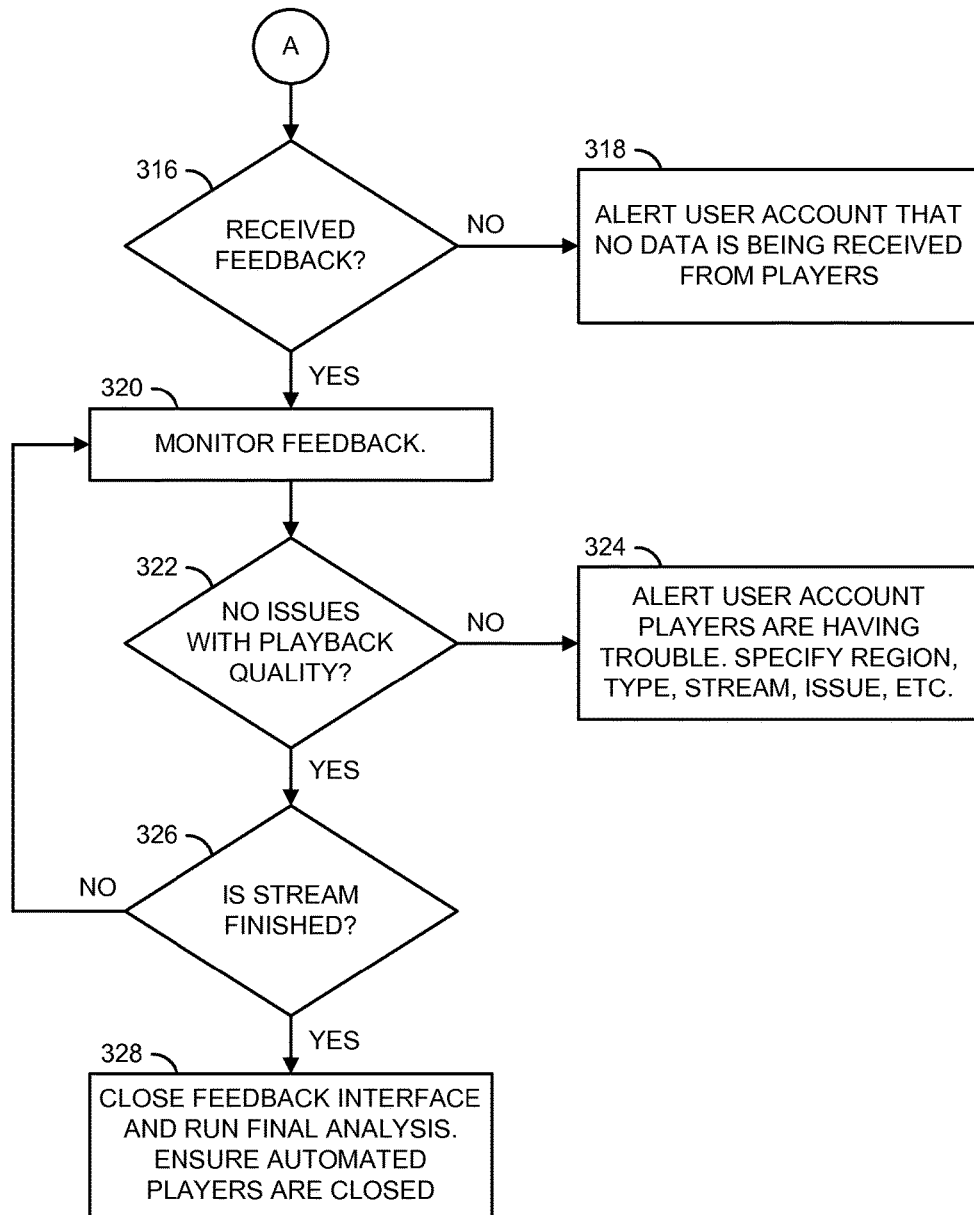 A
316
RECEIVED
FEEDBACK?
NO
318
ALERT USER ACCOUNT THAT
NO DATA IS BEING RECEIVED
FROM PLAYERS
YES
320
MONITOR FEEDBACK.
322
NO ISSUES
WITH PLAYBACK
QUALITY?
NO
324
ALERT USER ACCOUNT
PLAYERS ARE HAVING
TROUBLE. SPECIFY REGION,
TYPE, STREAM, ISSUE, ETC.
YES
326
NO
IS STREAM
FINISHED?
YES
328
CLOSE FEEDBACK INTERFACE
AND RUN FINAL ANALYSIS.
ENSURE AUTOMATED
PLAYERS ARE CLOSED